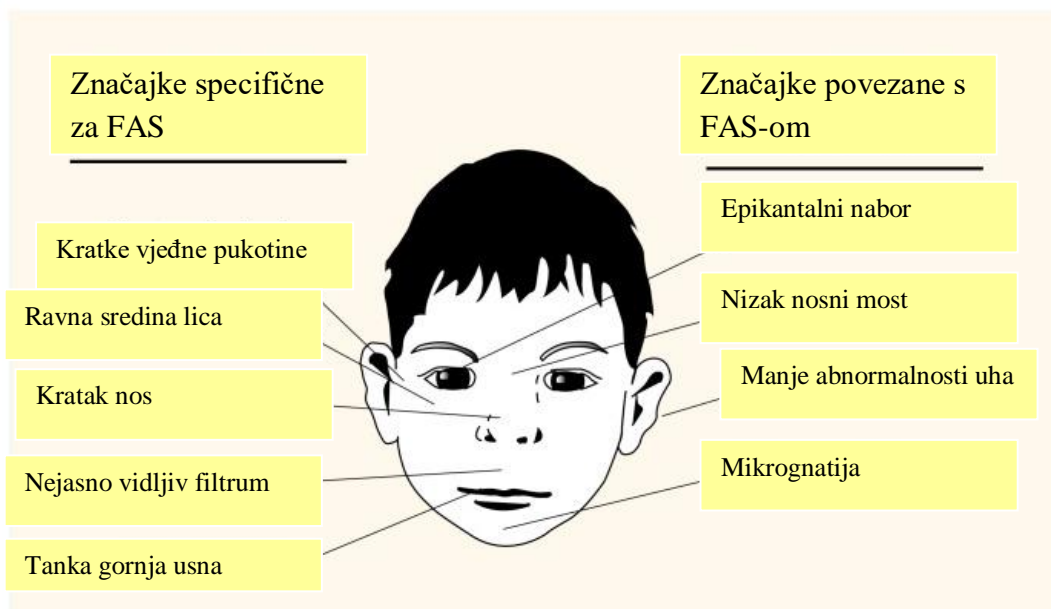 Značajke specifične
za FAS
Kratke vjeđne pukotine
Ravna sredina lica
Kratak nos
Nejasno vidljiv filtrum
Tanka gornja usna
Značajke povezane s
FAS-om
Epikantalni nabor
Nizak nosni most
Manje abnormalnosti uha
Mikrognatija